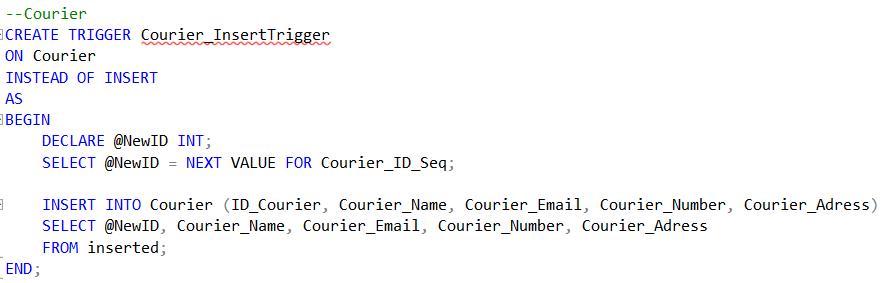 --Courier
CREATE TRIGGER Courier_InsertTrigger
ON Courier
INSTEAD OF INSERT
AS
BEGIN
    DECLARE @NewID INT;
    SELECT @NewID = NEXT VALUE FOR Courier_ID_Seq;

    INSERT INTO Courier (ID_Courier, Courier_Name, Courier_Email, Courier_Number, Courier_Adress)
    SELECT @NewID, Courier_Name, Courier_Email, Courier_Number, Courier_Adress
    FROM inserted;
END;